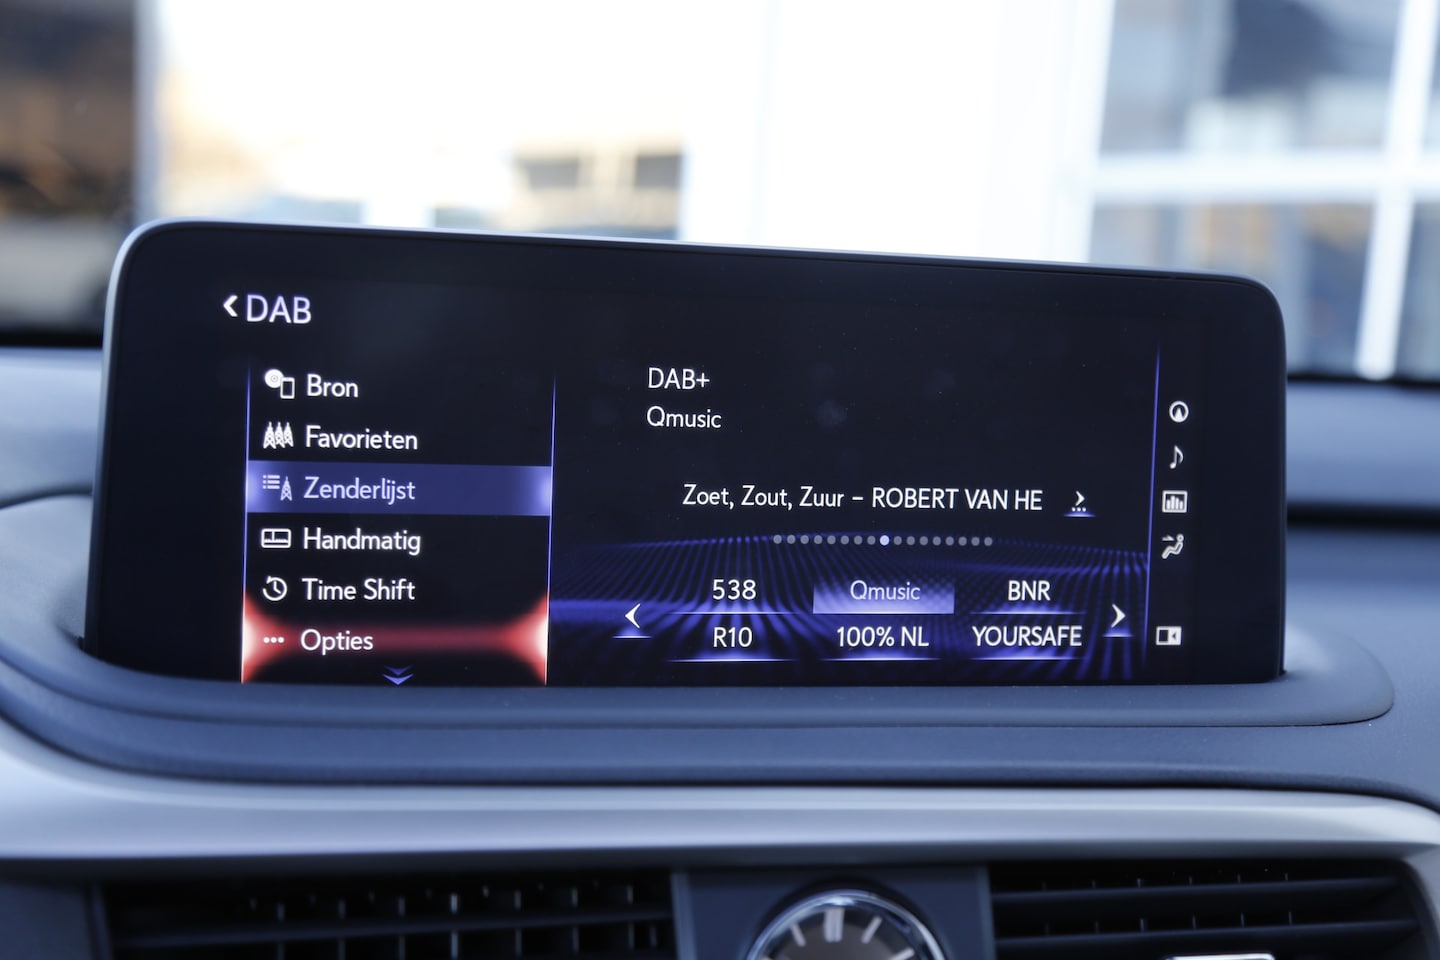 DAB
Bron
Favorieten
Zenderlijst
Handmatig
Time Shift
Opties
DAB+
Qmusic
Zoet, Zout, Zuur - ROBERT VAN HE
538
Qmusic
BNR
R10
100% NL
YOURSAFE